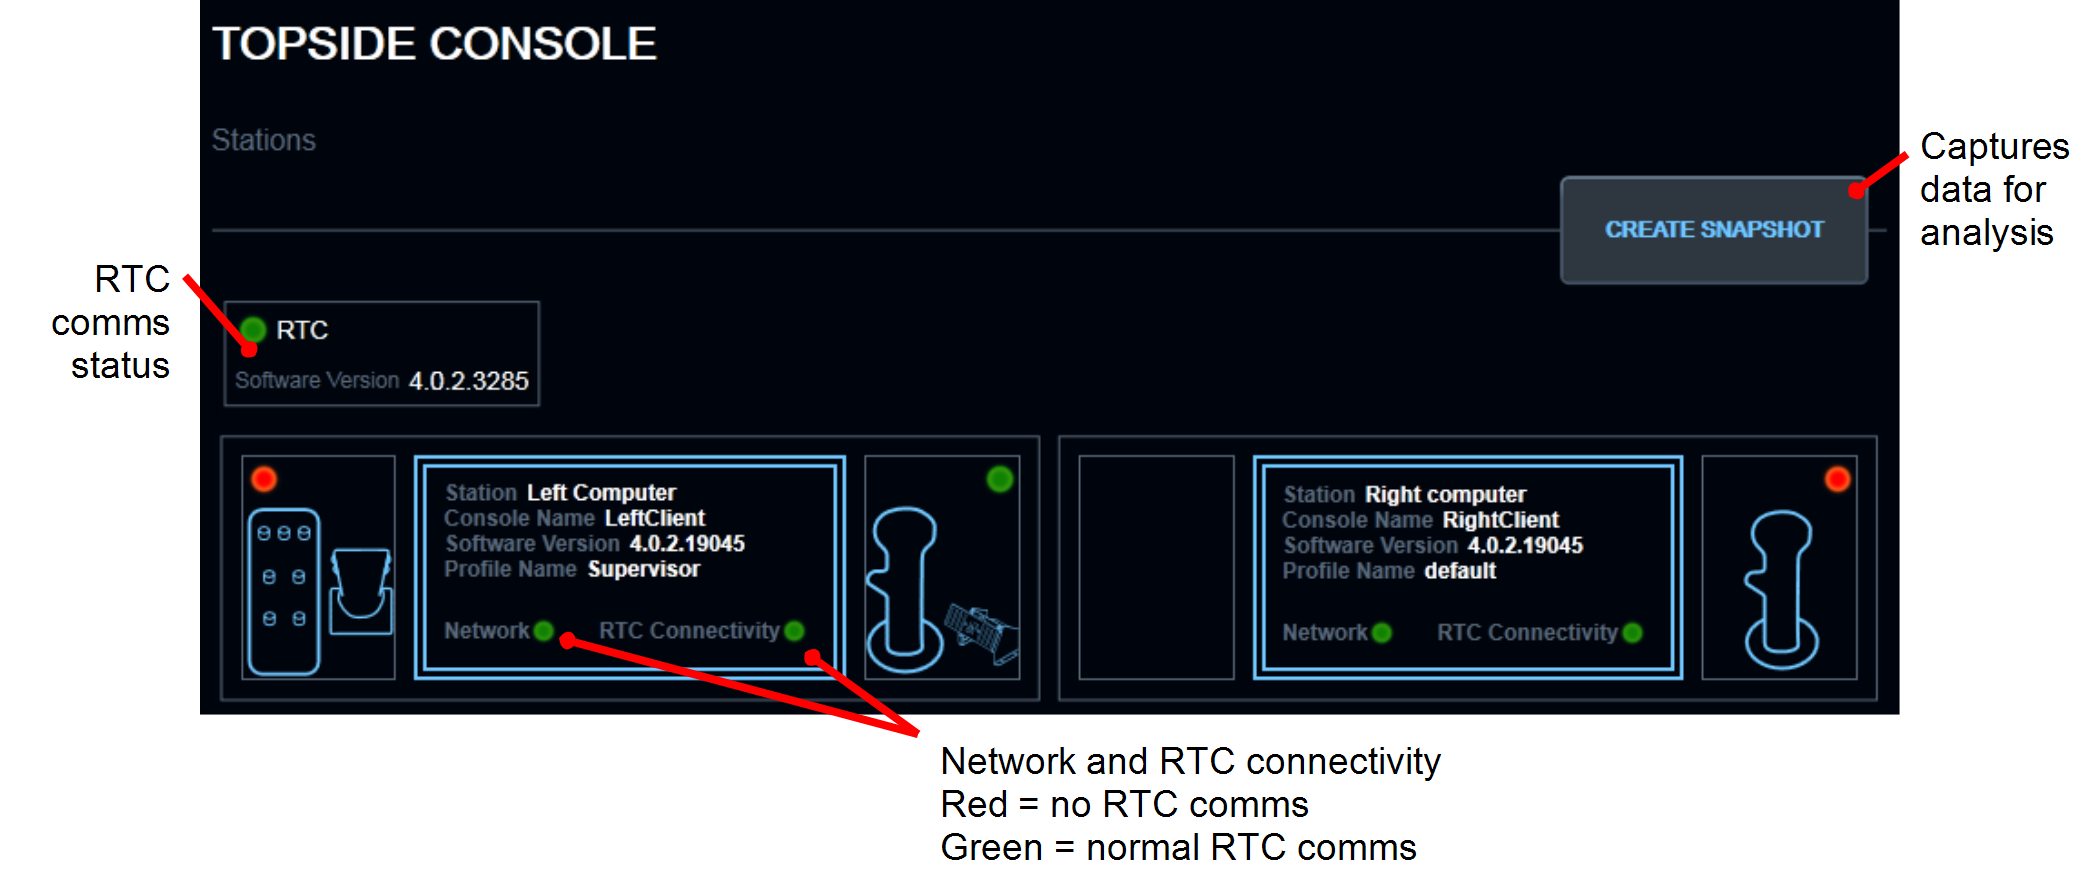 TOPSIDE CONSOLE
Stations
Captures
data for
analysis
CREATE SNAPSHOT
RTC
comms
status
RTC
Software Version 4.0.2.3285
Station Left Computer
Console Name LeftClient
Software Version 4.0.2.19045
Profile Name Supervisor
Network RTC Connectivity
Station Right computer
Console Name RightClient
Software Version 4.0.2.19045
Profile Name default
Network RTC Connectivity
Network and RTC connectivity
Red = no RTC comms
Green = normal RTC comms